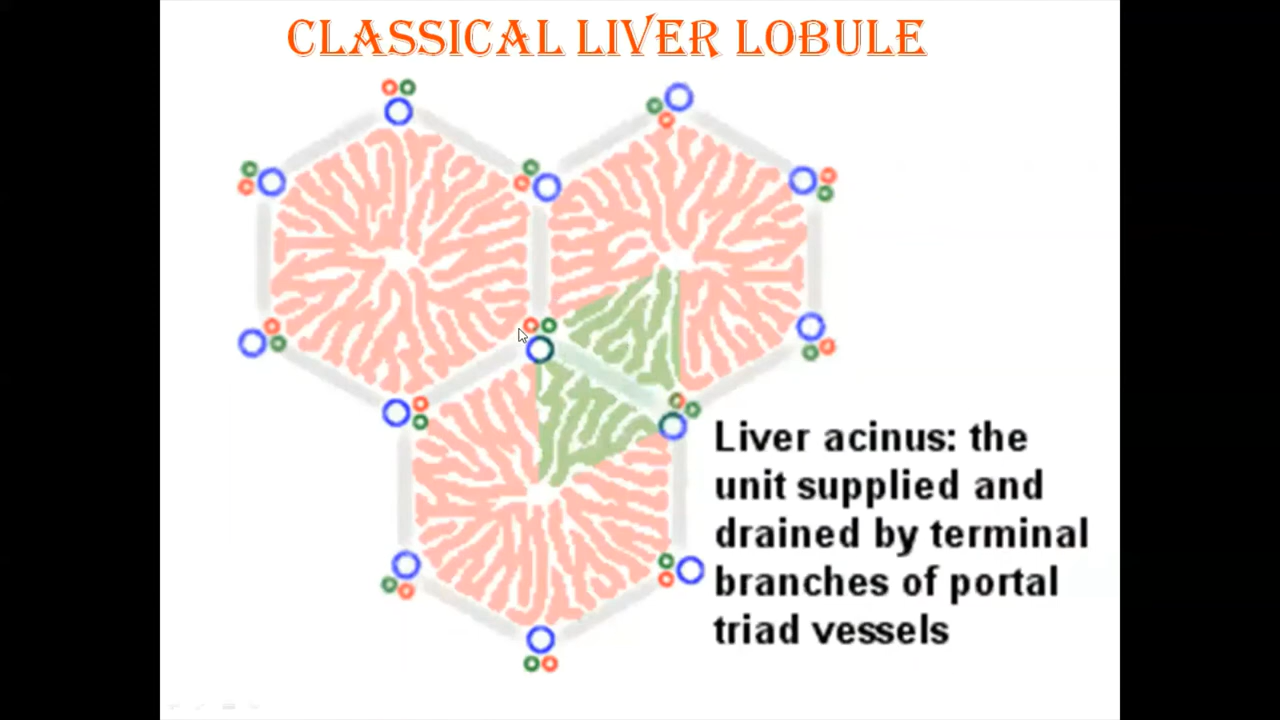 CLASSICAL LIVER LOBULE
Liver acinus: the
unit supplied and
drained by terminal
branches of portal
triad vessels